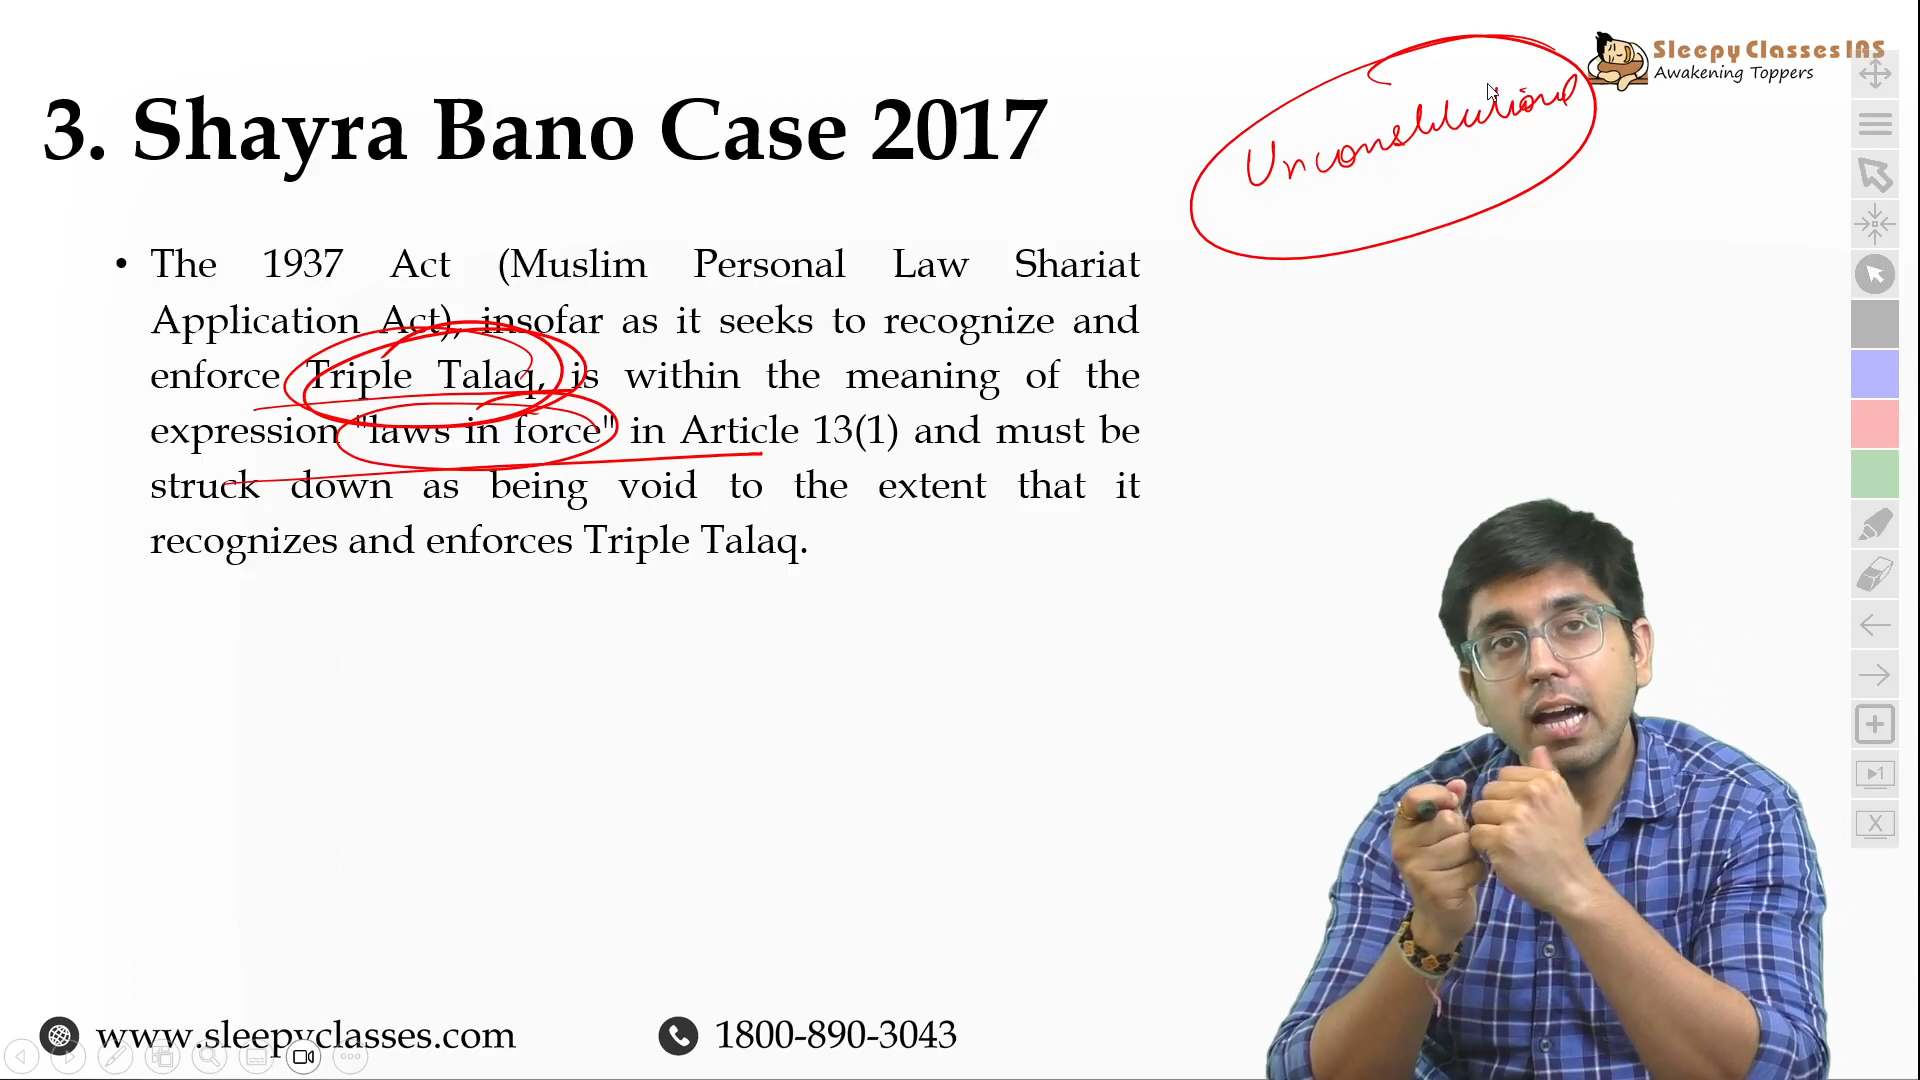 Sleepy Classes IAS
Awakening Toppers
3. Shayra Bano Case 2017
Unconstitutional
• The 1937 Act (Muslim Personal Law Shariat
Application Act), insofar as it seeks to recognize and
enforce Triple Talaq, is within the meaning of the
expression "laws in force" in Article 13(1) and must be
struck down as being void to the extent that it
recognizes and enforces Triple Talaq.
www.sleepyclasses.com
1800-890-3043